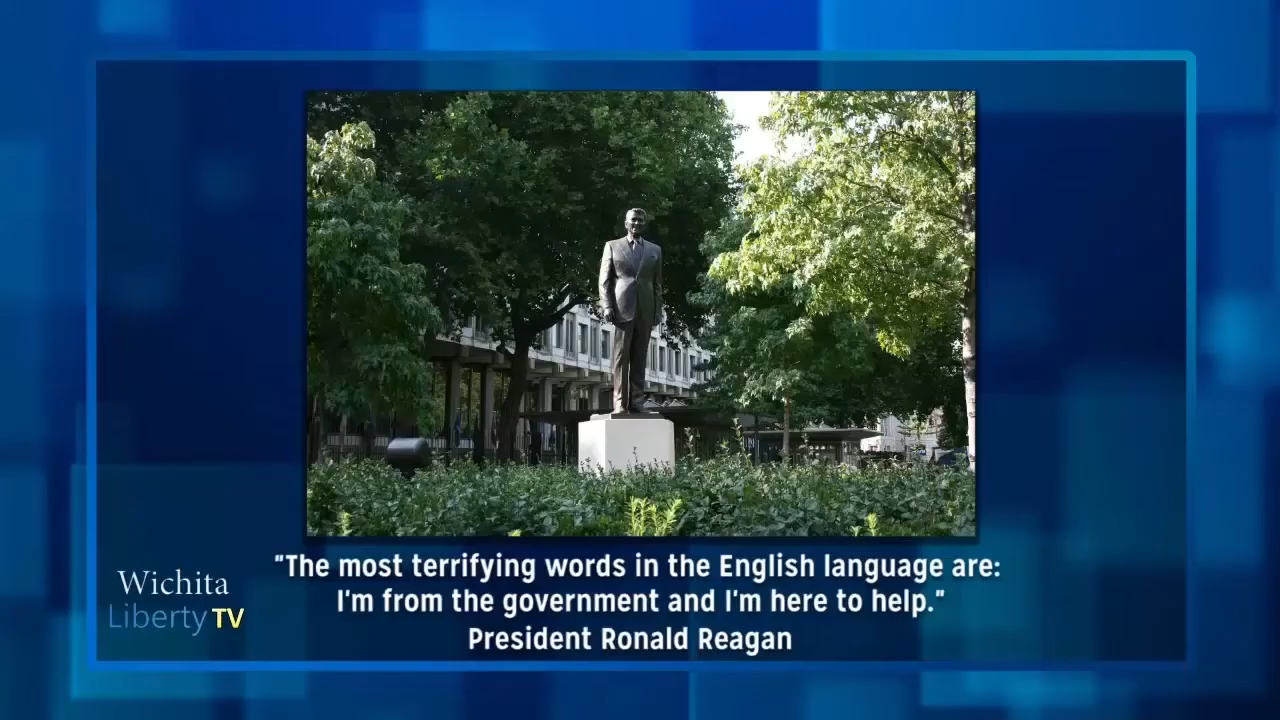 "The most terrifying words in the English language are:
I'm from the government and I'm here to help."
President Ronald Reagan
Wichita
Liberty TV